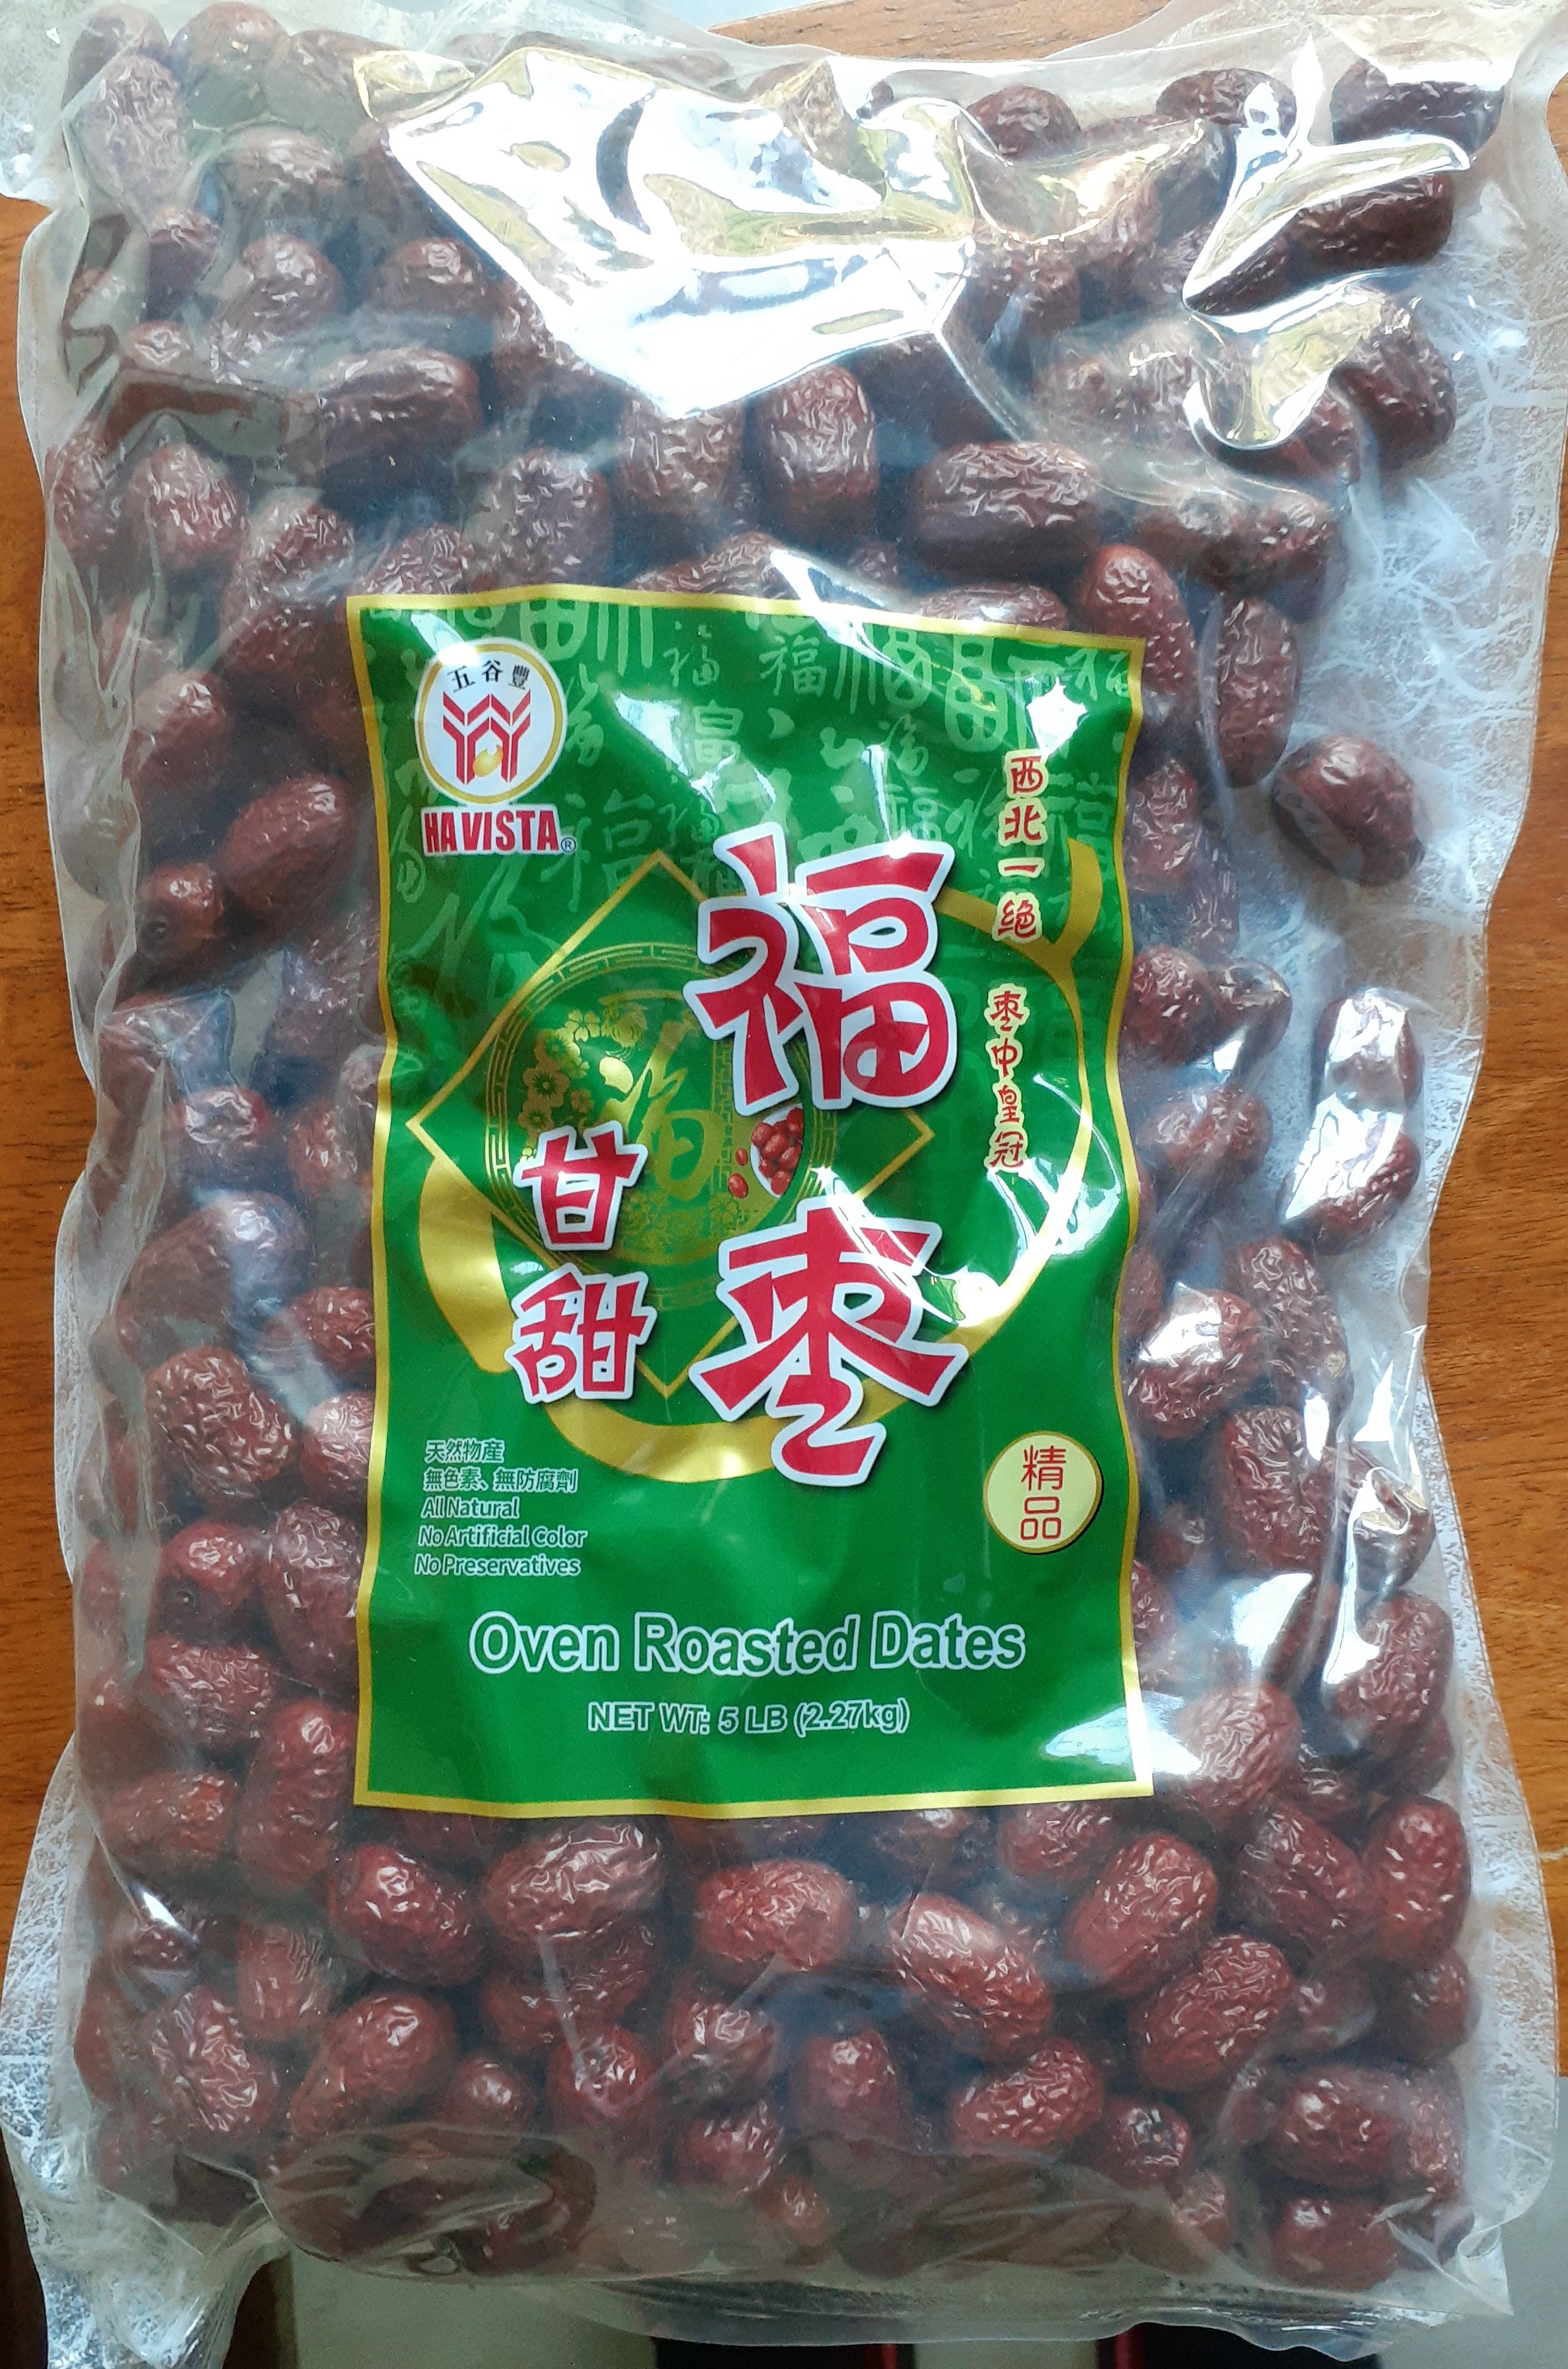 五谷豐
HAVISTA®
西北一绝
枣中皇冠
福枣
甘甜
天然物産
無色素、無防腐劑
All Natural
No Artificial Color
No Preservatives
精品
Oven Roasted Dates
NET WT: 5 LB (2.27kg)